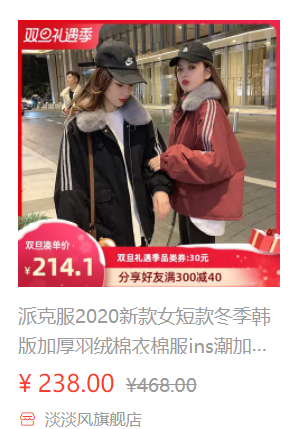 双旦礼遇季
双旦凑单价
¥214.1
双旦礼遇季品类券:30元
分享好友满300减40
派克服2020新款女短款冬季韩
版加厚羽绒棉衣棉服ins潮加...
¥ 238.00 ¥468.00
淡淡风旗舰店